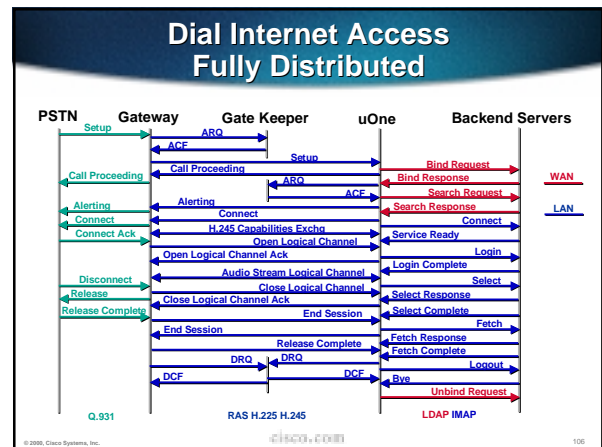 Dial Internet Access
Fully Distributed
PSTN Gateway Gate Keeper uOne Backend Servers
Setup
ARQ
ACF
Setup
Call Proceeding
Bind Request
Call Proceeding
ARQ
Bind Response
WAN
ACF
Search Request
Alerting
Alerting
Search Response
LAN
Connect
Connect
Connect
Connect Ack
H.245 Capabilities Exchg
Service Ready
Open Logical Channel
Open Logical Channel Ack
Login
Login Complete
Audio Stream Logical Channel
Disconnect
Close Logical Channel
Select
Release
Close Logical Channel Ack
Select Response
Release Complete
End Session
Select Complete
End Session
Fetch
Release Complete
Fetch Response
Fetch Complete
DRQ
DRQ
Logout
DCF
DCF
Bye
Unbind Request
Q.931 RAS H.225 H.245 LDAP IMAP
© 2000, Cisco Systems, Inc. cisco.com 106